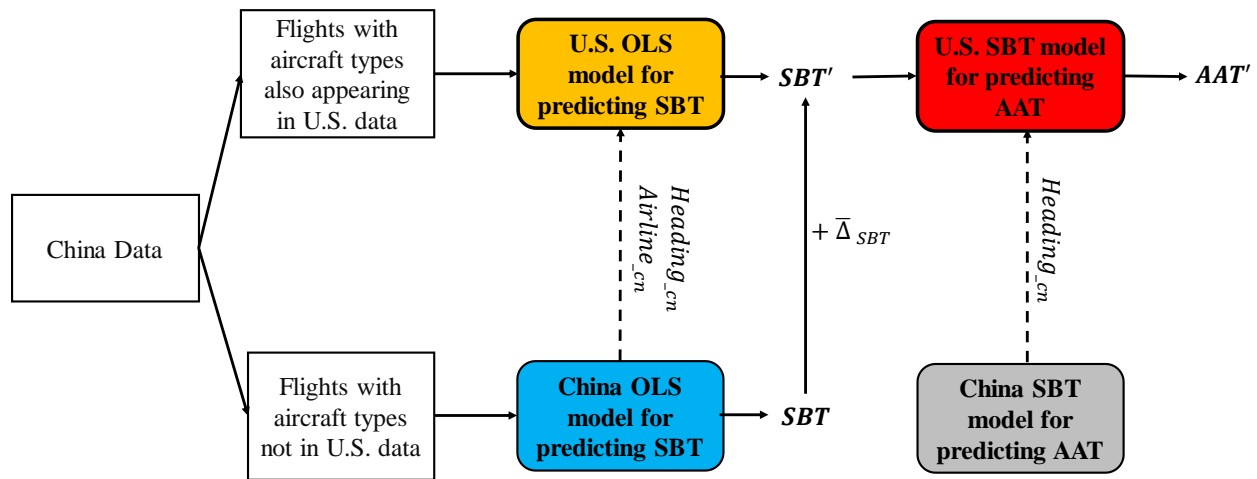 Flights with
aircraft types
also appearing
in U.S. data
U.S. OLS
model for
predicting SBT
SBT′
U.S. SBT model
for predicting
AAT
AAT′
China Data
Heading_cn
Airline_cn
+ Δ̅ SBT
Heading_cn
Flights with
aircraft types
not in U.S. data
China OLS
model for
predicting SBT
SBT
China SBT
model for
predicting AAT